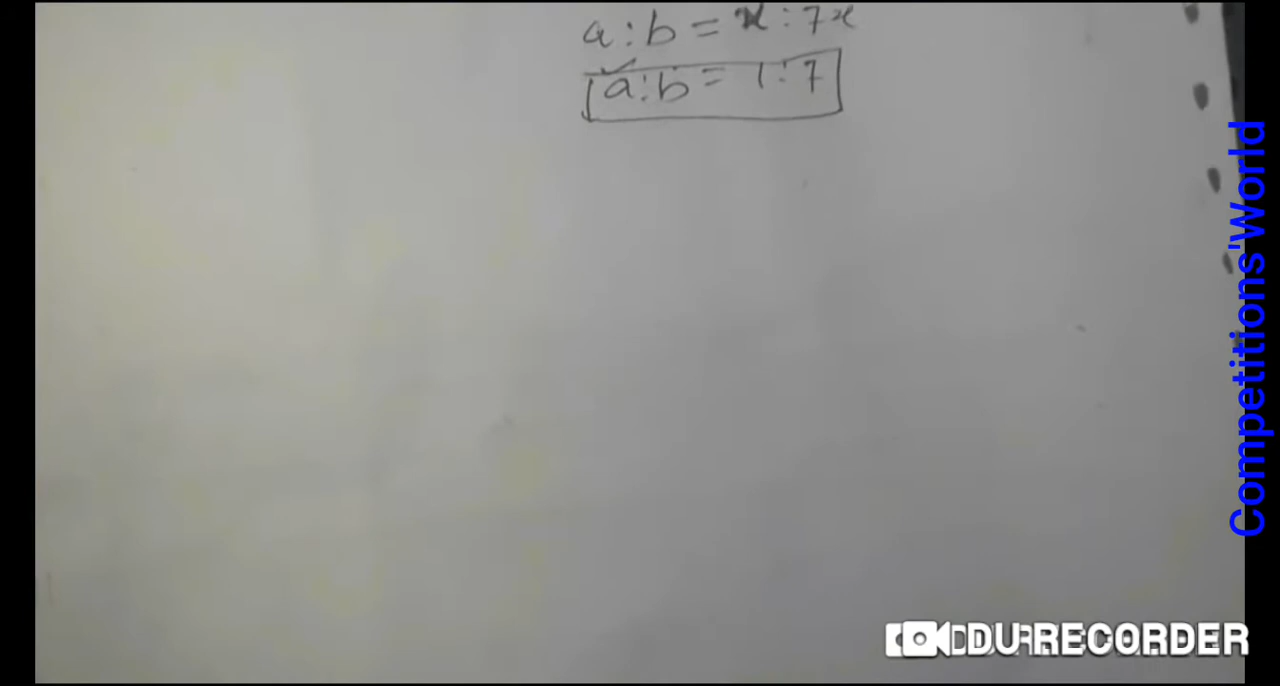 a : b = x : 7x
a : b = 1 : 7
Competitions'World
DU RECORDER